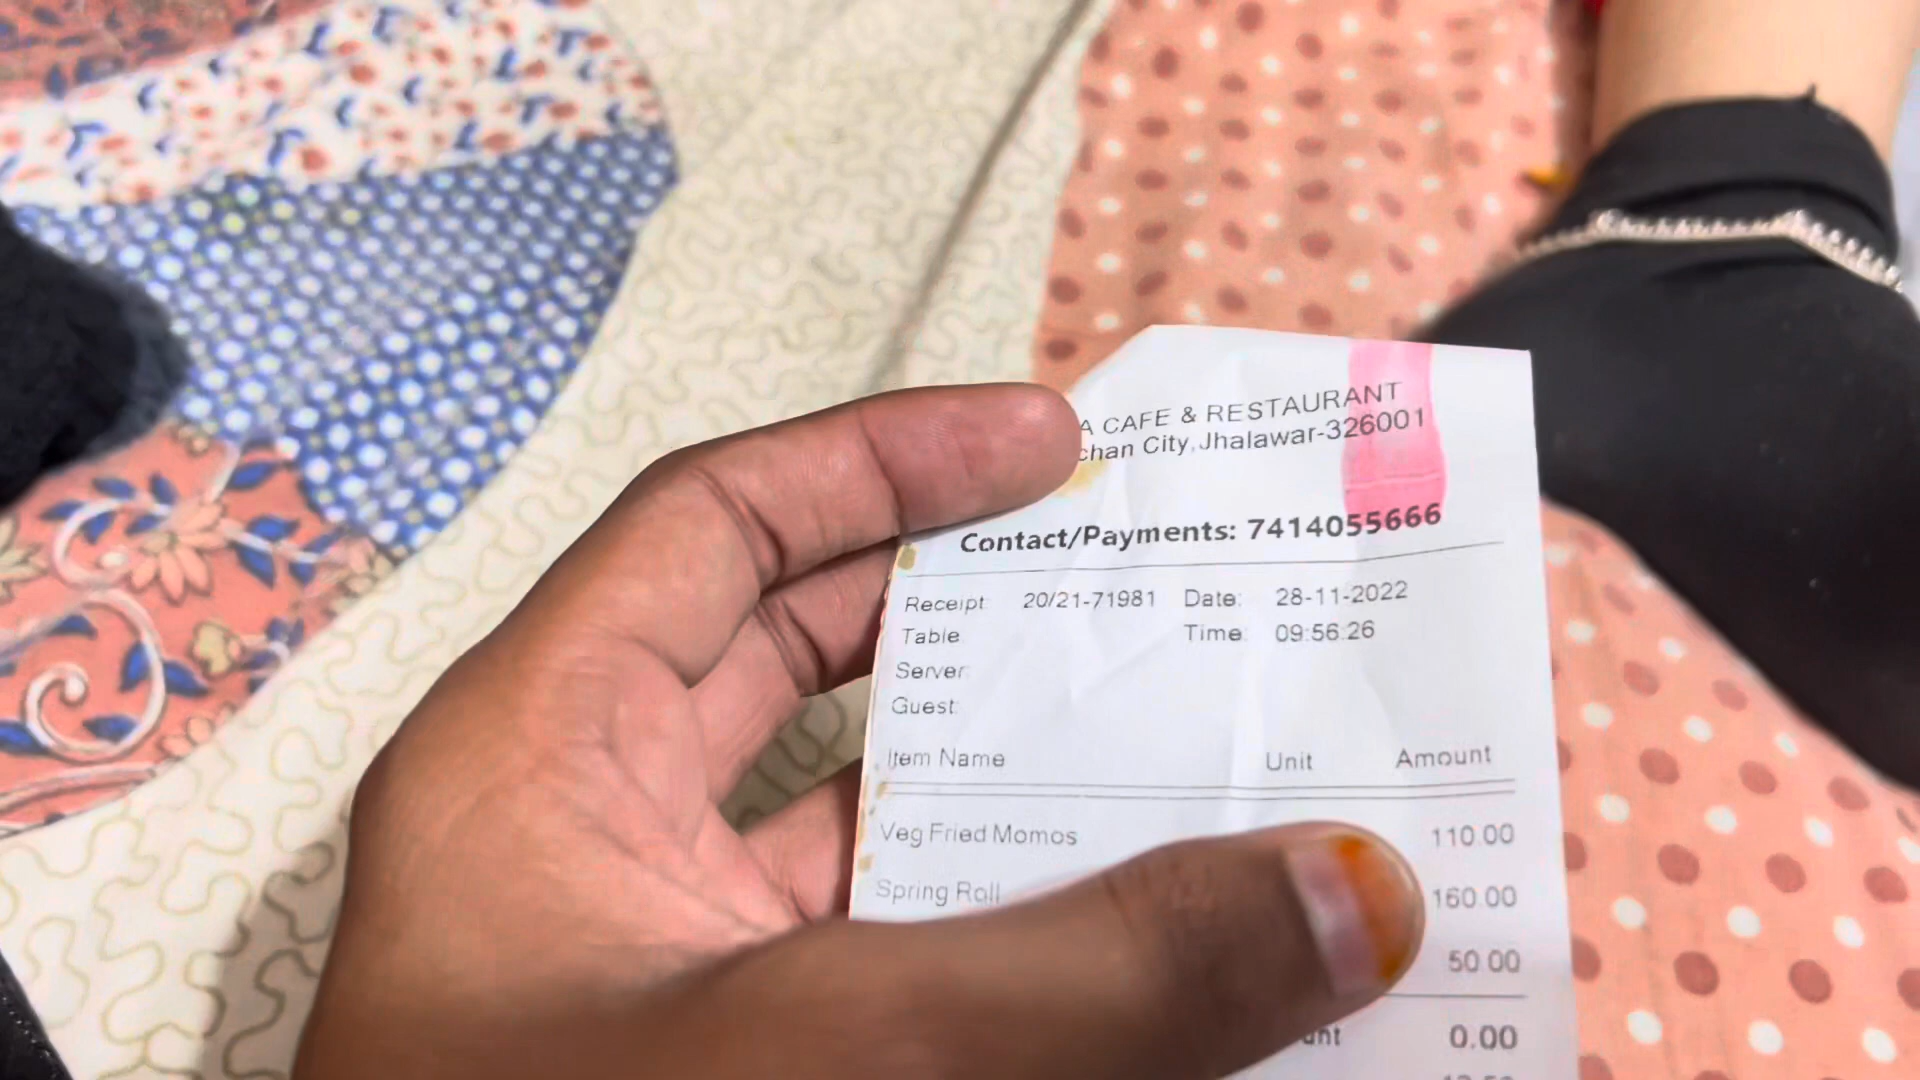 A CAFE & RESTAURANT
chan City, Jhalawar-326001
Contact/Payments: 7414055666
Receipt: 20/21-71981 Date: 28-11-2022
Table: Time: 09:56:26
Server:
Guest:
Item Name Unit Amount
Veg Fried Momos 110.00
Spring Roll 160.00
50.00
unt 0.00